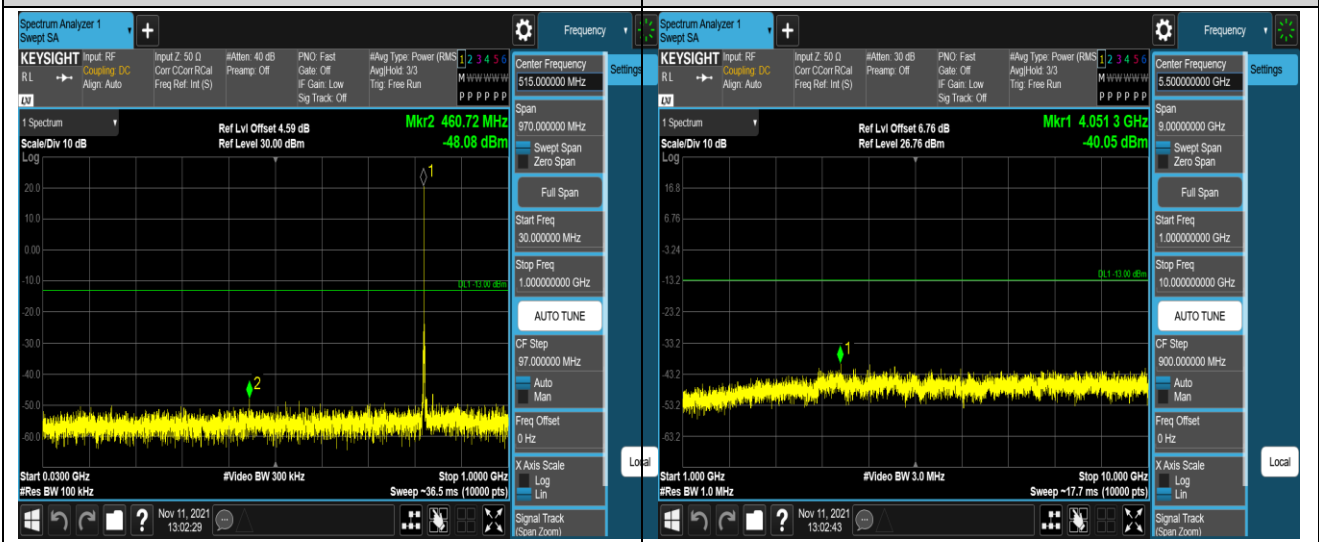 Spectrum Analyzer 1
Swept SA
+
Frequency
KEYSIGHT
RL
LXI
Input: RF
Coupling: DC
Align: Auto
Input Z: 50 Ω
Corr CCorr RCal
Freq Ref: Int (S)
#Atten: 40 dB
Preamp: Off
PNO: Fast
Gate: Off
IF Gain: Low
Sig Track: Off
#Avg Type: Power (RMS
Avg|Hold: 3/3
Trig: Free Run
1 2 3 4 5 6
M W W W W W
P P P P P P
Center Frequency
515.000000 MHz
Settings
Span
970.000000 MHz
Swept Span
Zero Span
Full Span
Start Freq
30.000000 MHz
Stop Freq
1.000000000 GHz
AUTO TUNE
CF Step
97.000000 MHz
Auto
Man
Freq Offset
0 Hz
X Axis Scale
Log
Lin
Signal Track
(Span Zoom)
Local
1 Spectrum
Scale/Div 10 dB
Log
Ref Lvl Offset 4.59 dB
Ref Level 30.00 dBm
Mkr2 460.72 MHz
-48.08 dBm
1
20.0
10.0
0.00
-10.0
DL1 -13.00 dBm
-20.0
-30.0
-40.0
2
-50.0
-60.0
Start 0.0300 GHz
#Res BW 100 kHz
#Video BW 300 kHz
Stop 1.0000 GHz
Sweep ~36.5 ms (10000 pts)
?
Nov 11, 2021
13:02:29
Spectrum Analyzer 1
Swept SA
+
Frequency
KEYSIGHT
RL
LXI
Input: RF
Coupling: DC
Align: Auto
Input Z: 50 Ω
Corr CCorr RCal
Freq Ref: Int (S)
#Atten: 30 dB
Preamp: Off
PNO: Fast
Gate: Off
IF Gain: Low
Sig Track: Off
#Avg Type: Power (RMS
Avg|Hold: 3/3
Trig: Free Run
1 2 3 4 5 6
M W W W W W
P P P P P P
Center Frequency
5.500000000 GHz
Settings
Span
9.00000000 GHz
Swept Span
Zero Span
Full Span
Start Freq
1.000000000 GHz
Stop Freq
10.000000000 GHz
AUTO TUNE
CF Step
900.000000 MHz
Auto
Man
Freq Offset
0 Hz
X Axis Scale
Log
Lin
Signal Track
(Span Zoom)
Local
1 Spectrum
Scale/Div 10 dB
Log
Ref Lvl Offset 6.76 dB
Ref Level 26.76 dBm
Mkr1 4.051 3 GHz
-40.05 dBm
16.8
6.76
-3.24
-13.2
DL1 -13.00 dBm
-23.2
-33.2
1
-43.2
-53.2
-63.2
Start 1.000 GHz
#Res BW 1.0 MHz
#Video BW 3.0 MHz
Stop 10.000 GHz
Sweep ~17.7 ms (10000 pts)
?
Nov 11, 2021
13:02:43